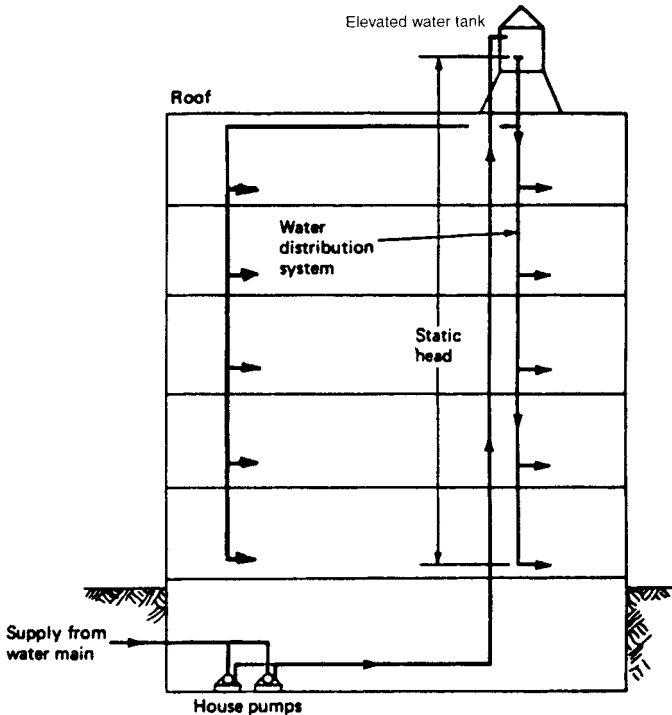 Elevated water tank
Roof
Water
distribution
system
Static
head
Supply from
water main
House pumps